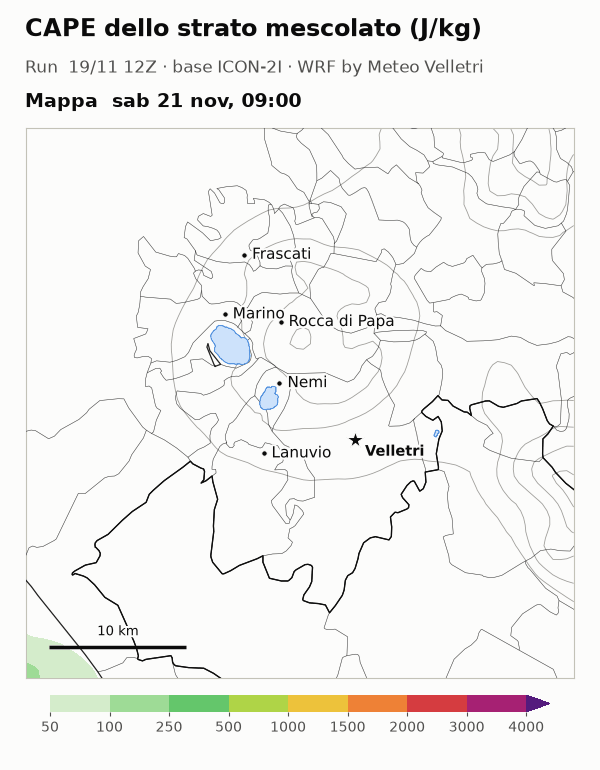 CAPE dello strato mescolato (J/kg)
Run  19/11 12Z · base ICON-2I · WRF by Meteo Velletri
Mappa  sab 21 nov, 09:00
Frascati
Marino
Rocca di Papa
Nemi
Velletri
Lanuvio
10 km
50 100 250 500 1000 1500 2000 3000 4000